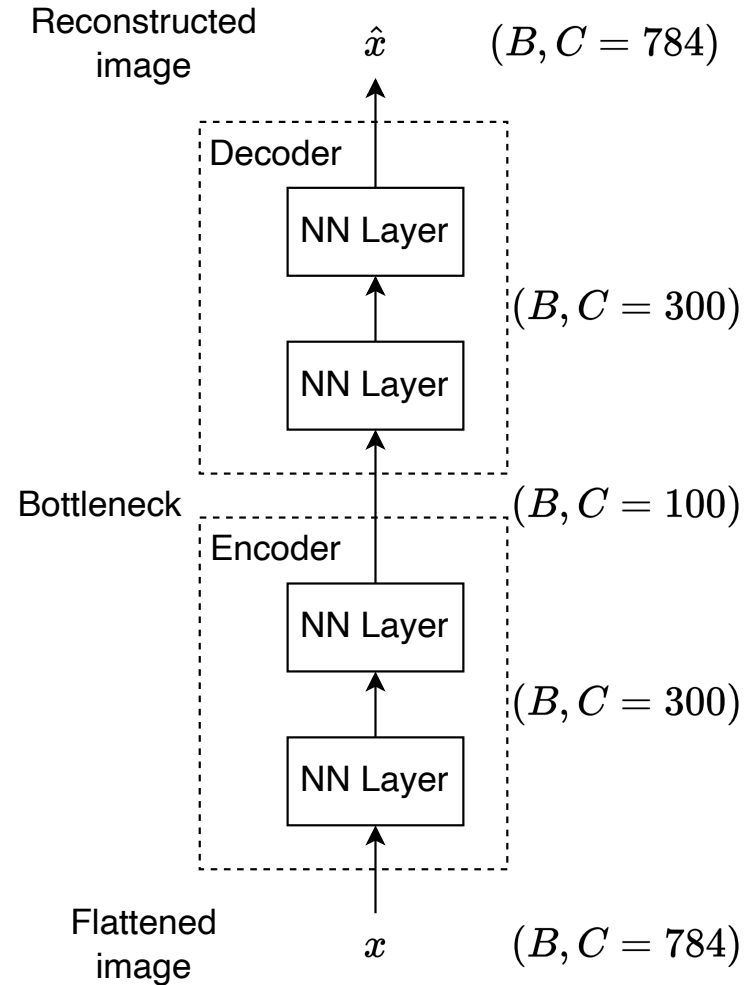 Reconstructed
image
x̂
(B, C = 784)
Decoder
NN Layer
(B, C = 300)
NN Layer
Bottleneck
(B, C = 100)
Encoder
NN Layer
(B, C = 300)
NN Layer
Flattened
image
x
(B, C = 784)